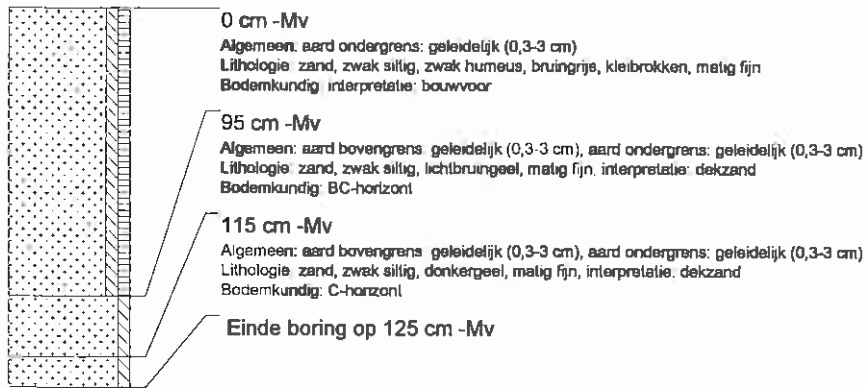 0 cm -Mv
Algemeen: aard ondergrens: geleidelijk (0,3-3 cm)
Lithologie: zand, zwak siltig, zwak humeus, bruingrijs, kleibrokken, matig fijn
Bodemkundig: interpretatie: bouwvoor
95 cm -Mv
Algemeen: aard bovengrens: geleidelijk (0,3-3 cm), aard ondergrens: geleidelijk (0,3-3 cm)
Lithologie: zand, zwak siltig, lichtbruingeel, matig fijn, interpretatie: dekzand
Bodemkundig: BC-horizont
115 cm -Mv
Algemeen: aard bovengrens: geleidelijk (0,3-3 cm), aard ondergrens: geleidelijk (0,3-3 cm)
Lithologie: zand, zwak siltig, donkergeel, matig fijn, interpretatie: dekzand
Bodemkundig: C-horizont
Einde boring op 125 cm -Mv